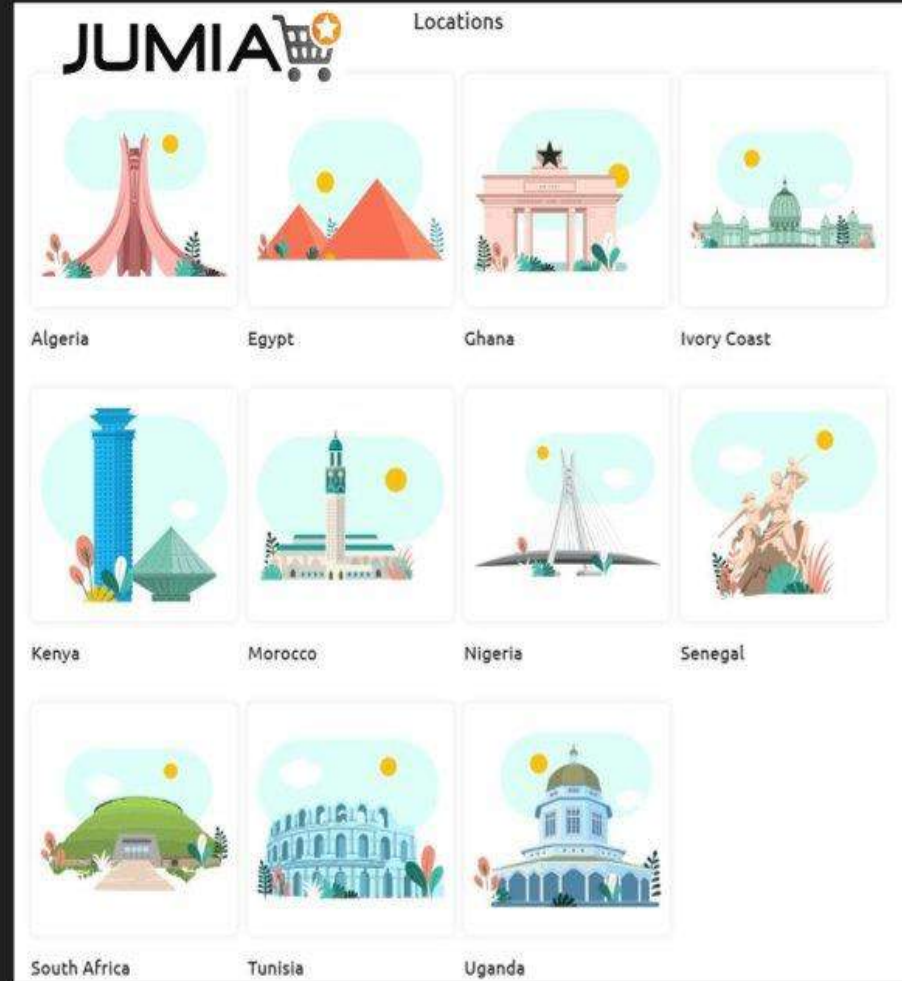 JUMIA
Locations
Algeria
Egypt
Ghana
Ivory Coast
Kenya
Morocco
Nigeria
Senegal
South Africa
Tunisia
Uganda